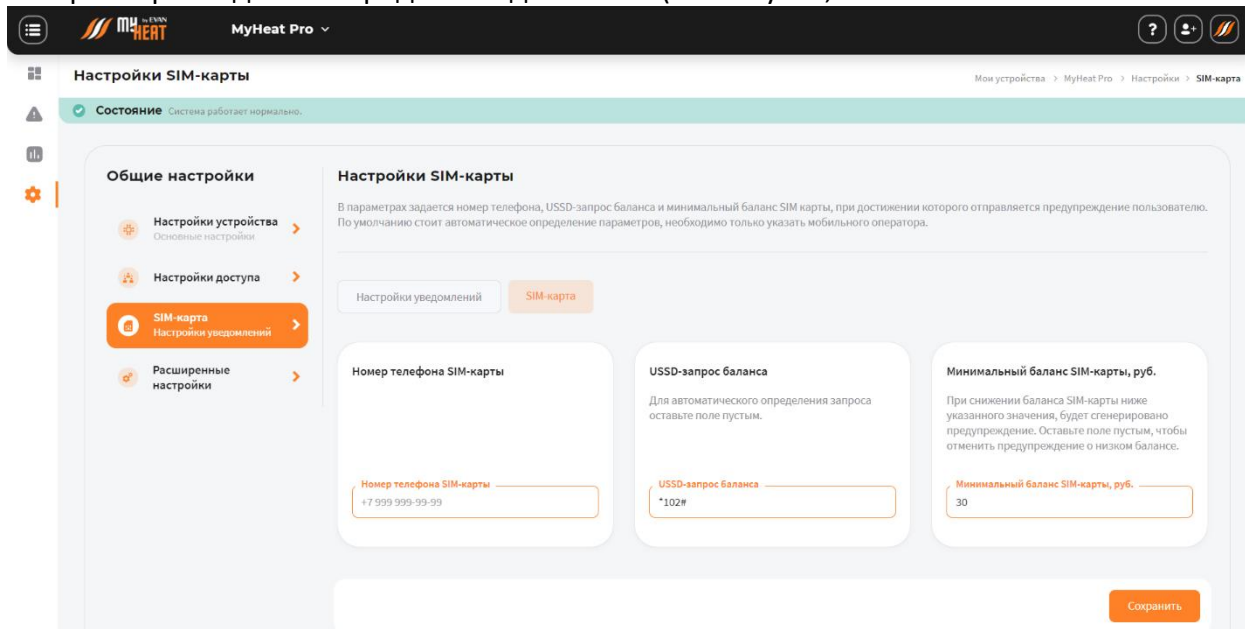 MY HEAT by EVAN
MyHeat Pro
?
Настройки SIM-карты
Мои устройства > MyHeat Pro > Настройки > SIM-карта
Состояние Система работает нормально.
Общие настройки
Настройки устройства
Основные настройки
Настройки доступа
SIM-карта
Настройки уведомлений
Расширенные
настройки
Настройки SIM-карты
В параметрах задается номер телефона, USSD-запрос баланса и минимальный баланс SIM карты, при достижении которого отправляется предупреждение пользователю.
По умолчанию стоит автоматическое определение параметров, необходимо только указать мобильного оператора.
Настройки уведомлений
SIM-карта
Номер телефона SIM-карты
Номер телефона SIM-карты
+7 999 999-99-99
USSD-запрос баланса
Для автоматического определения запроса
оставьте поле пустым.
USSD-запрос баланса
*102#
Минимальный баланс SIM-карты, руб.
При снижении баланса SIM-карты ниже
указанного значения, будет сгенерировано
предупреждение. Оставьте поле пустым, чтобы
отменить предупреждение о низком балансе.
Минимальный баланс SIM-карты, руб.
30
Сохранить